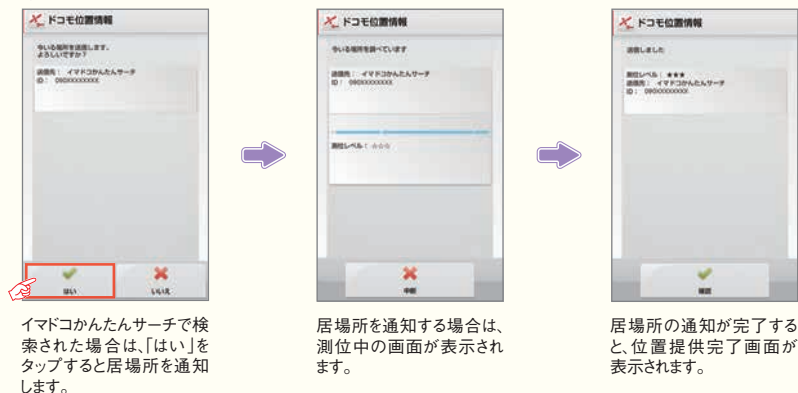 ドコモ位置情報
今いる場所を送信します。
よろしいですか?
送信先: イマドコかんたんサーチ
ID: 090XXXXXXXX
はい
いいえ
イマドコかんたんサーチで検
索された場合は、「はい」を
タップすると居場所を通知
します。
ドコモ位置情報
今いる場所を調べています
送信先: イマドコかんたんサーチ
ID: 090XXXXXXXX
測位レベル: ☆☆☆
中断
居場所を通知する場合は、
測位中の画面が表示され
ます。
ドコモ位置情報
送信しました
測位レベル: ★★★
送信先: イマドコかんたんサーチ
ID: 090XXXXXXXX
確認
居場所の通知が完了する
と、位置提供完了画面が
表示されます。